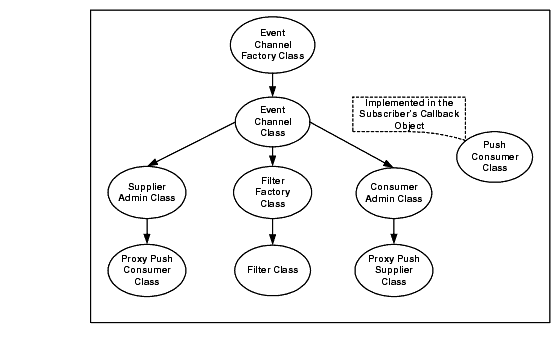 Event
Channel
Factory Class
Event
Channel
Class
Implemented in the
Subscriber's Callback
Object
Push
Consumer
Class
Supplier
Admin Class
Filter
Factory
Class
Consumer
Admin Class
Proxy Push
Consumer
Class
Filter Class
Proxy Push
Supplier
Class